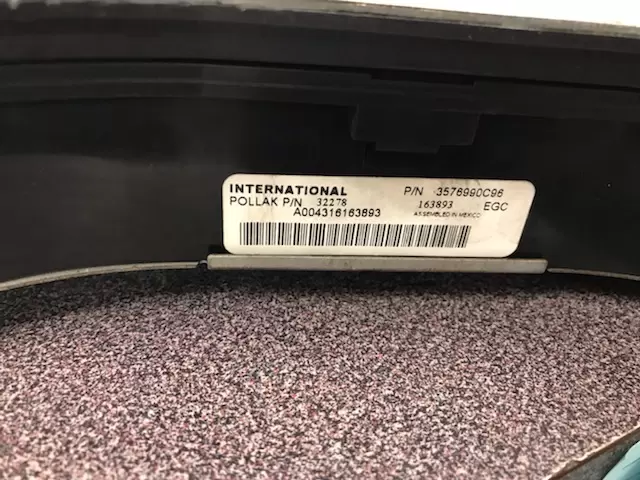 INTERNATIONAL P/N 3576990C96
POLLAK P/N 32278 163893 EGC
A004316163893 ASSEMBLED IN MEXICO